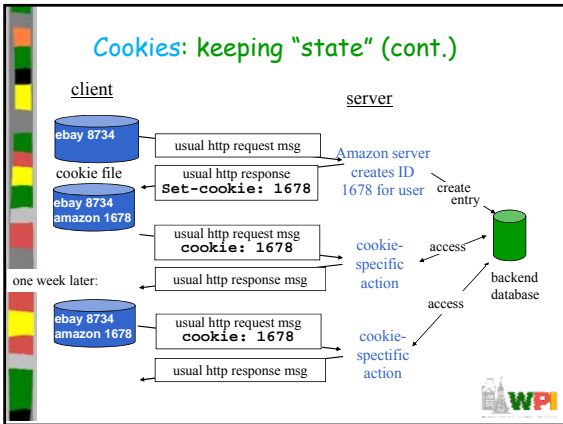 Cookies: keeping “state” (cont.)
client
server
ebay 8734
usual http request msg
Amazon server
creates ID
1678 for user
cookie file
usual http response
Set-cookie: 1678
create
entry
ebay 8734
amazon 1678
usual http request msg
cookie: 1678
cookie-
specific
action
access
backend
database
usual http response msg
one week later:
access
ebay 8734
amazon 1678
usual http request msg
cookie: 1678
cookie-
spectific
action
usual http response msg
WPI